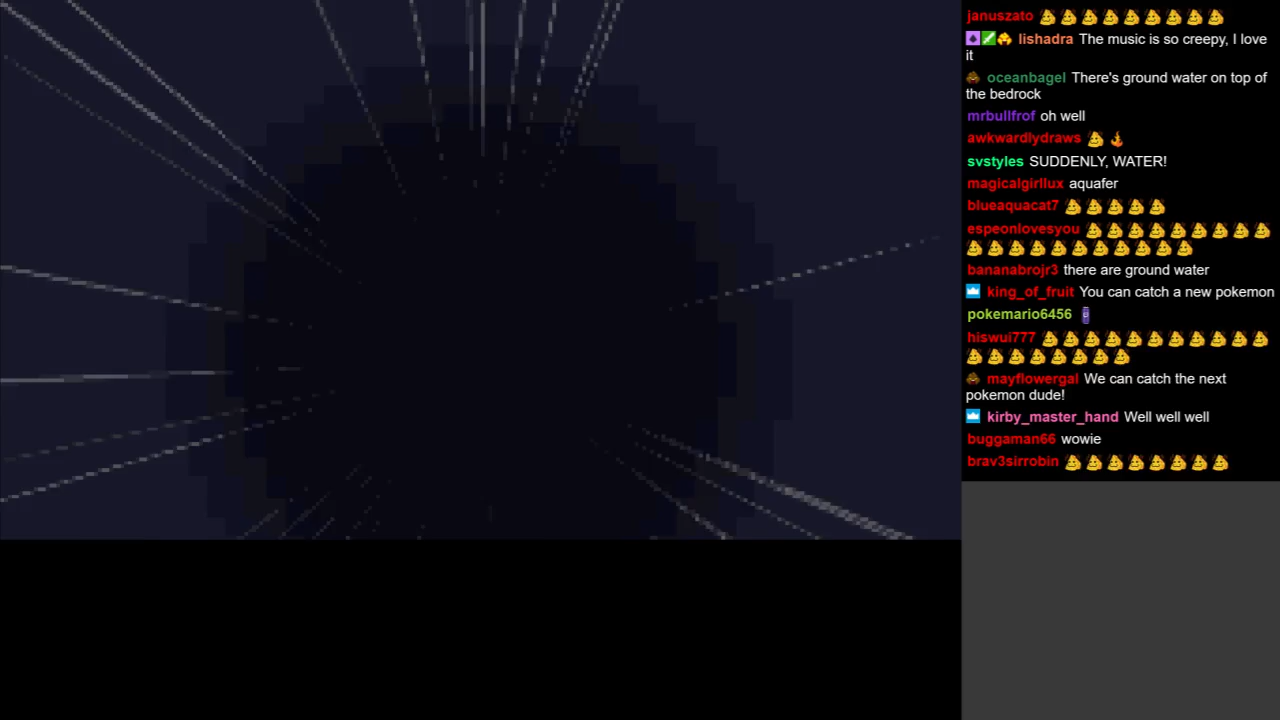 januszato
lishadra The music is so creepy, I love
it
oceanbagel There's ground water on top of
the bedrock
mrbullfrof oh well
awkwardlydraws
svstyles SUDDENLY, WATER!
magicalgirllux aquafer
blueaquacat7
espeonlovesyou
bananabrojr3 there are ground water
king_of_fruit You can catch a new pokemon
pokemario6456
hiswui777
mayflowergal We can catch the next
pokemon dude!
kirby_master_hand Well well well
buggaman66 wowie
brav3sirrobin